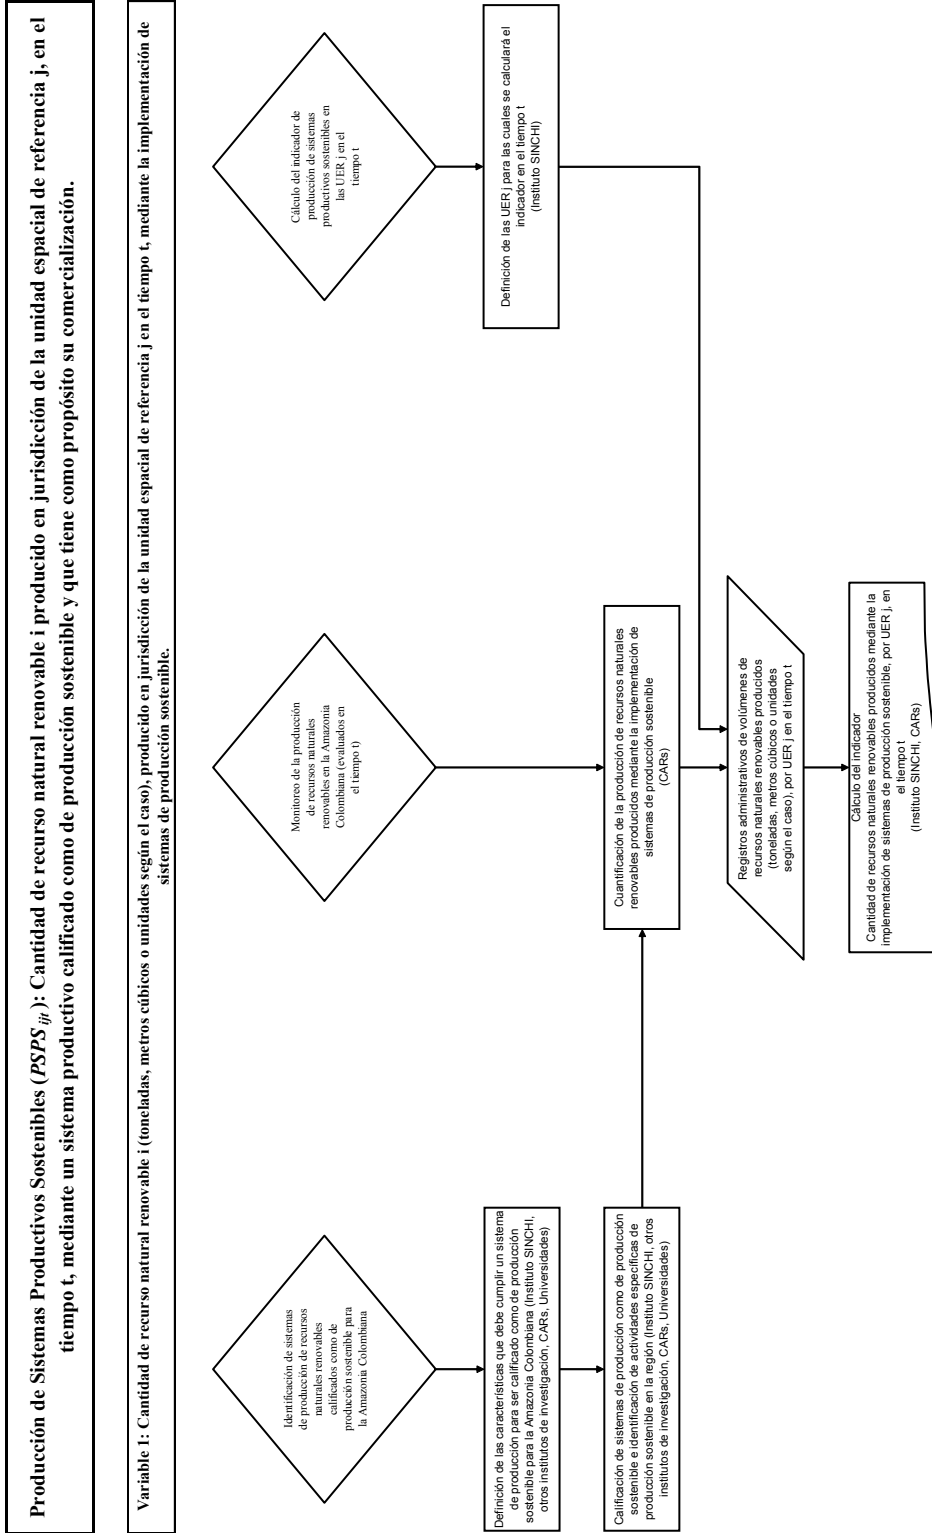 Producción de Sistemas Productivos Sostenibles (PSPS ijt): Cantidad de recurso natural renovable i producido en jurisdicción de la unidad espacial de referencia j, en el
tiempo t, mediante un sistema productivo calificado como de producción sostenible y que tiene como propósito su comercialización.
Variable 1: Cantidad de recurso natural renovable i (toneladas, metros cúbicos o unidades según el caso), producido en jurisdicción de la unidad espacial de referencia j en el tiempo t, mediante la implementación de
sistemas de producción sostenible.
Identificación de sistemas
de producción de recursos
naturales renovables
calificados como de
producción sostenible para
la Amazonia Colombiana
Monitoreo de la producción
de recursos naturales
renovables en la Amazonia
Colombiana (evaluados en
el tiempo t)
Cálculo del indicador de
producción de sistemas
productivos sostenibles en
las UER j en el
tiempo t
Definición de las características que debe cumplir un sistema
de producción para ser calificado como de producción
sostenible para la Amazonia Colombiana (Instituto SINCHI,
otros institutos de investigación, CARs, Universidades)
Definición de las UER j para las cuales se calculará el
indicador en el tiempo t
(Instituto SINCHI)
Calificación de sistemas de producción como de producción
sostenible e identificación de actividades específicas de
producción sostenible en la región (Instituto SINCHI, otros
institutos de investigación, CARs, Universidades)
Cuantificación de la producción de recursos naturales
renovables producidos mediante la implementación de
sistemas de producción sostenible
(CARs)
Registros administrativos de volúmenes de
recursos naturales renovables producidos
(toneladas, metros cúbicos o unidades
según el caso), por UER j en el tiempo t
Cálculo del indicador
Cantidad de recursos naturales renovables producidos mediante la
implementación de sistemas de producción sostenible, por UER j, en
el tiempo t
(Instituto SINCHI, CARs)